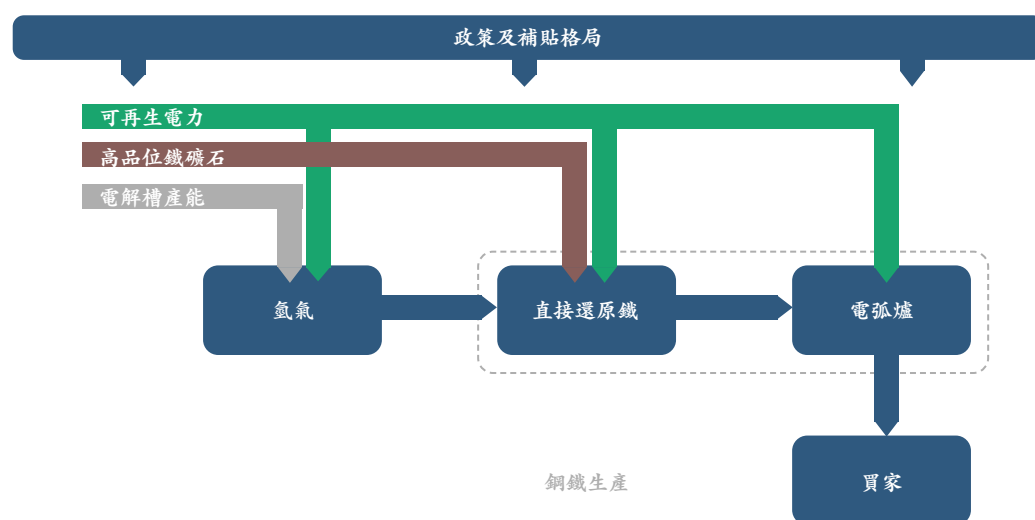 政策及補貼格局
可再生電力
高品位鐵礦石
電解槽產能
氫氣
直接還原鐵
電弧爐
鋼鐵生產
買家